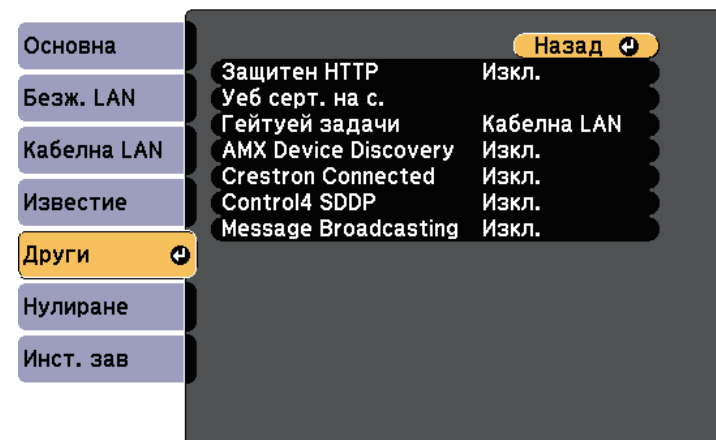 Основна
Безж. LAN
Кабелна LAN
Известие
Други
Нулиране
Инст. зав
Назад
Защитен HTTP Изкл.
Уеб серт. на с.
Гейтуей задачи Кабелна LAN
AMX Device Discovery Изкл.
Crestron Connected Изкл.
Control4 SDDP Изкл.
Message Broadcasting Изкл.